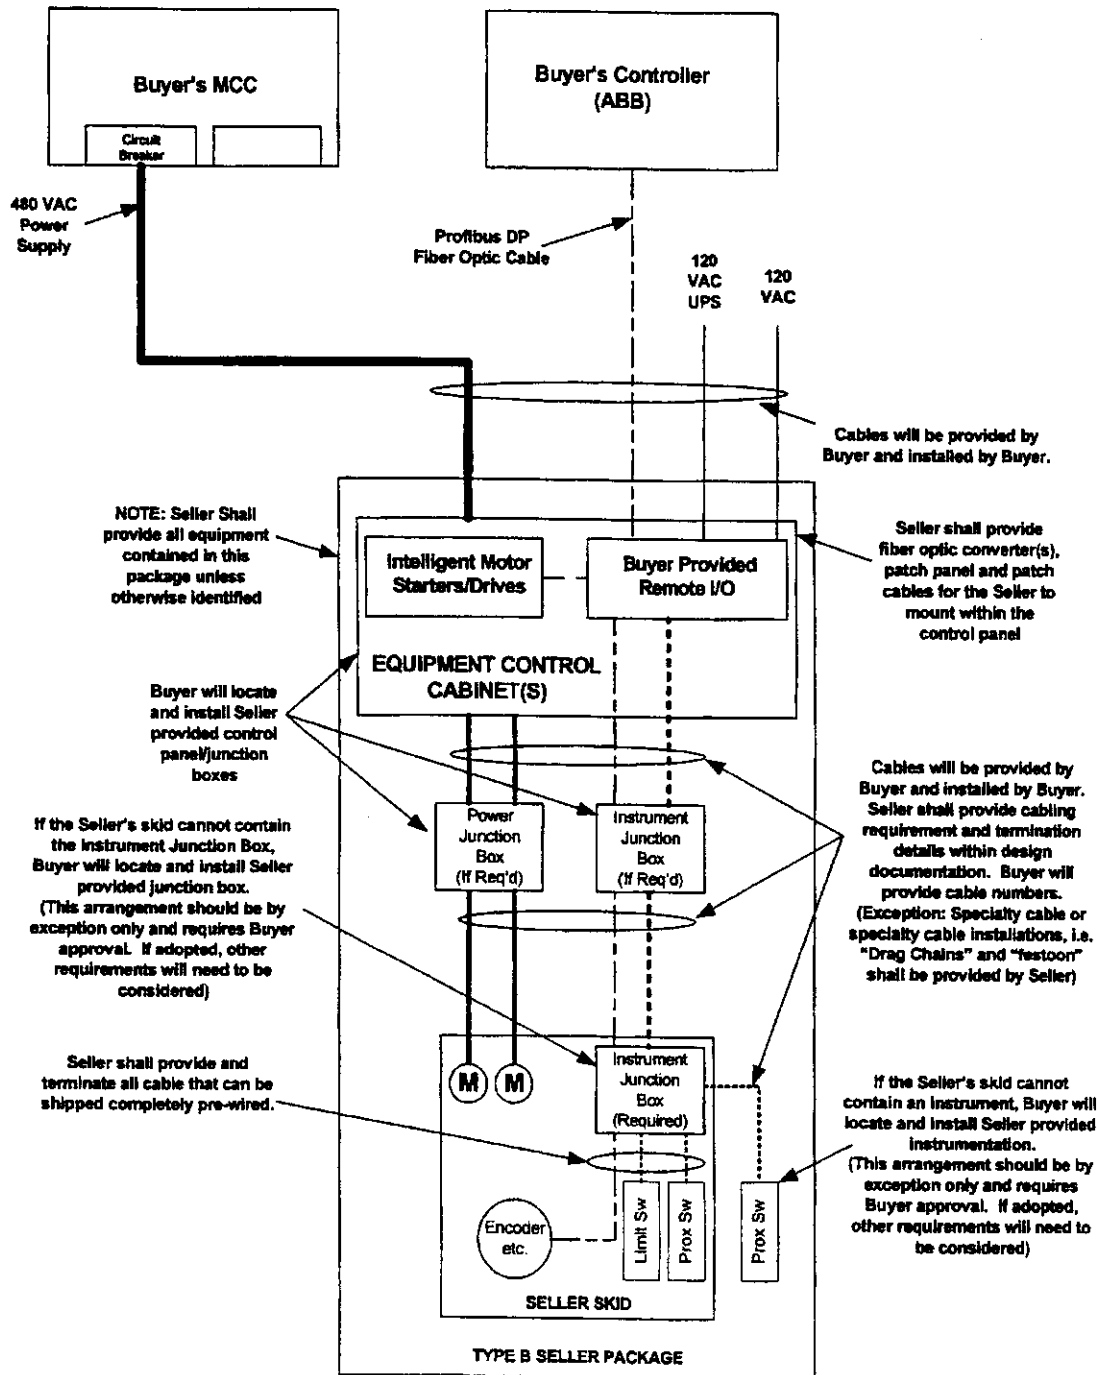 Buyer's MCC
Circuit
Breaker
Buyer's Controller
(ABB)
480 VAC
Power
Supply
Profibus DP
Fiber Optic Cable
120
VAC
UPS
120
VAC
Cables will be provided by
Buyer and installed by Buyer.
NOTE: Seller Shall
provide all equipment
contained in this
package unless
otherwise identified
Intelligent Motor
Starters/Drives
Buyer Provided
Remote I/O
Seller shall provide
fiber optic converter(s),
patch panel and patch
cables for the Seller to
mount within the
control panel
EQUIPMENT CONTROL
CABINET(S)
Buyer will locate
and install Seller
provided control
panel/junction
boxes
Cables will be provided by
Buyer and installed by Buyer.
Seller shall provide cabling
requirement and termination
details within design
documentation. Buyer will
provide cable numbers.
(Exception: Specialty cable or
specialty cable installations, i.e.
"Drag Chains" and "festoon"
shall be provided by Seller)
Power
Junction
Box
(If Req'd)
Instrument
Junction
Box
(If Req'd)
If the Seller's skid cannot contain
the Instrument Junction Box,
Buyer will locate and install Seller
provided junction box.
(This arrangement should be by
exception only and requires Buyer
approval. If adopted, other
requirements will need to be
considered)
Seller shall provide and
terminate all cable that can be
shipped completely pre-wired.
M
M
Instrument
Junction
Box
(Required)
If the Seller's skid cannot
contain an instrument, Buyer will
locate and install Seller provided
instrumentation.
(This arrangement should be by
exception only and requires
Buyer approval. If adopted,
other requirements will need to
be considered)
Encoder
etc.
Limit Sw
Prox Sw
Prox Sw
SELLER SKID
TYPE B SELLER PACKAGE